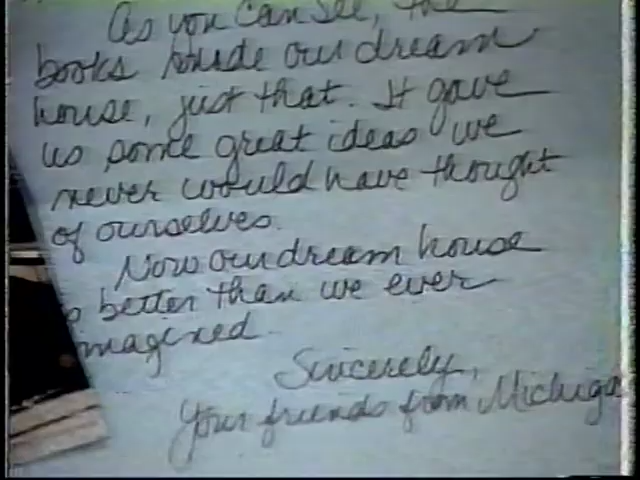 As you can see, the
books made our dream
house, just that. It gave
us some great ideas we
never would have thought
of ourselves.
Now our dream house
better than we ever
imagined.
Sincerely,
Your friends from Michiga